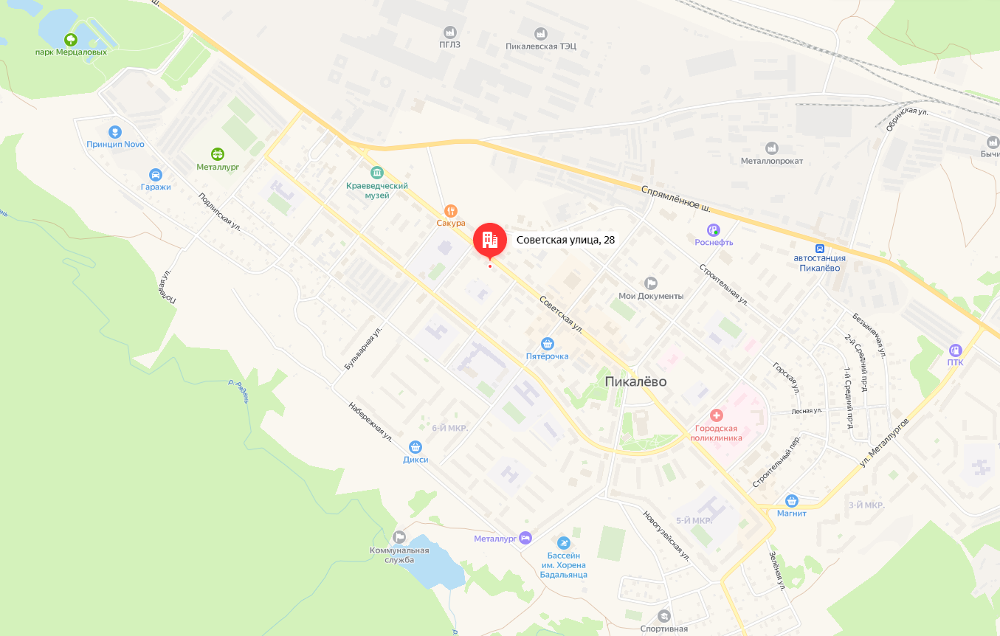 ш.
ПГЛЗ
Пикалевская ТЭЦ
парк Мерцаловых
Обринская ул.
Принцип Novo
Металлург
Гаражи
Краеведческий
музей
Металлопрокат
Бычи
Спрямлённое ш.
Подлипская ул.
Сакура
Советская улица, 28
Роснефть
автостанция
Пикалёво
Полевая ул.
Мои Документы
Строительная ул.
Советская ул.
Безымянная ул.
2-й Средний пр-д
1-й Средний пр-д
Бульварная ул.
Пятёрочка
ПТК
Горская ул.
Пикалёво
р. Рядань
Лесная ул.
Набережная ул.
6-Й МКР.
Городская
поликлиника
Строительный пер.
ул. Металлургов
Дикси
Магнит
3-Й МКР.
5-Й МКР.
Новогузейская ул.
Металлург
Коммунальная
служба
Бассейн
им. Хорена
Бадальянца
Зелёная ул.
Спортивная